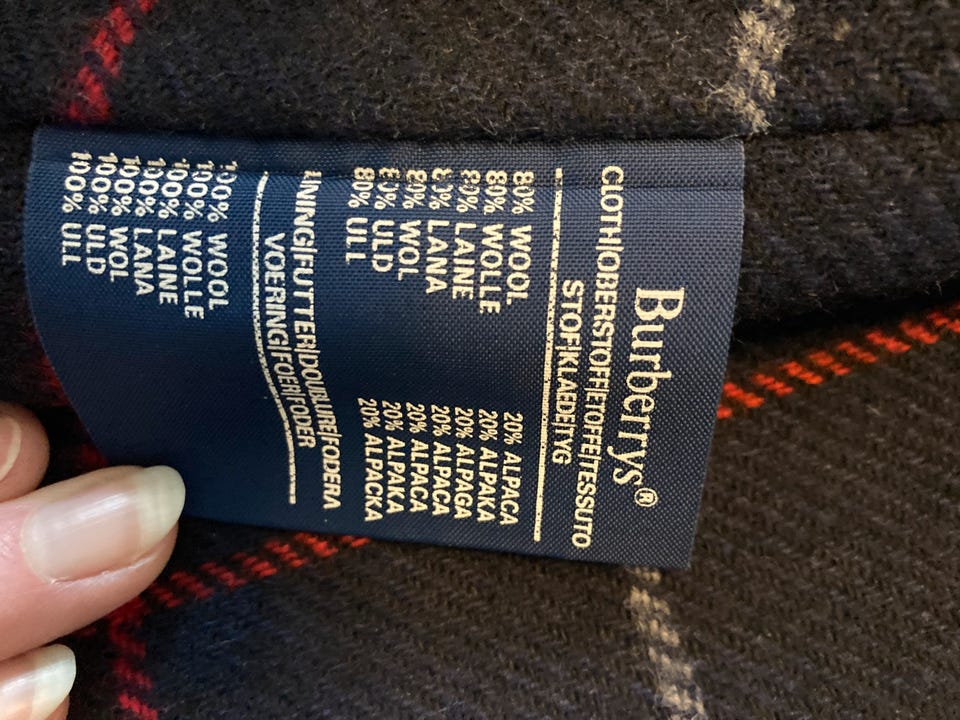 Burberrys®
CLOTH|OBERSTOFF|ETOFFE|TESSUTO
STOF|KLAEDE|TYG
80% WOOL 20% ALPACA
80% WOLLE 20% ALPAKA
80% LAINE 20% ALPAGA
80% LANA 20% ALPACA
80% WOL 20% ALPACA
80% ULD 20% ALPAKA
80% ULL 20% ALPACKA
LINING|FUTTER|DOUBLURE|FODERA
VOERING|FOER|FODER
100% WOOL
100% WOLLE
100% LAINE
100% LANA
100% WOL
100% ULD
100% ULL